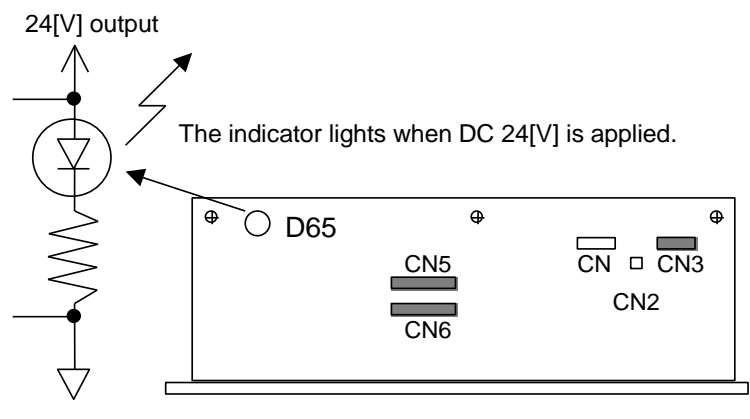 24[V] output
The indicator lights when DC 24[V] is applied.
D65
CN5
CN6
CN
CN3
CN2